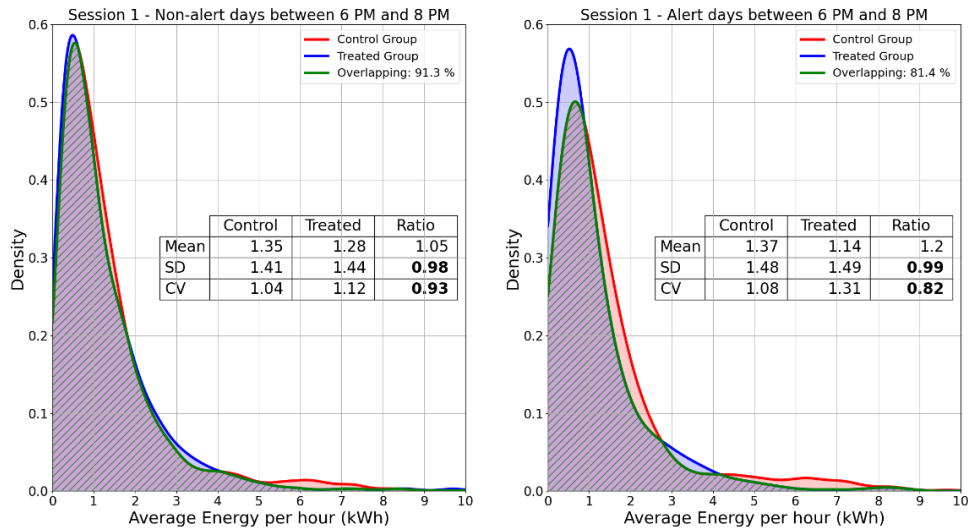 Session 1 - Non-alert days between 6 PM and 8 PM
0.6
0.5
0.4
0.3
0.2
0.1
0.0
Density
Control Group
Treated Group
Overlapping: 91.3 %
Control Treated Ratio
Mean 1.35 1.28 1.05
SD 1.41 1.44 0.98
CV 1.04 1.12 0.93
0 1 2 3 4 5 6 7 8 9 10
Average Energy per hour (kWh)
Session 1 - Alert days between 6 PM and 8 PM
0.6
0.5
0.4
0.3
0.2
0.1
0.0
Density
Control Group
Treated Group
Overlapping: 81.4 %
Control Treated Ratio
Mean 1.37 1.14 1.2
SD 1.48 1.49 0.99
CV 1.08 1.31 0.82
0 1 2 3 4 5 6 7 8 9 10
Average Energy per hour (kWh)